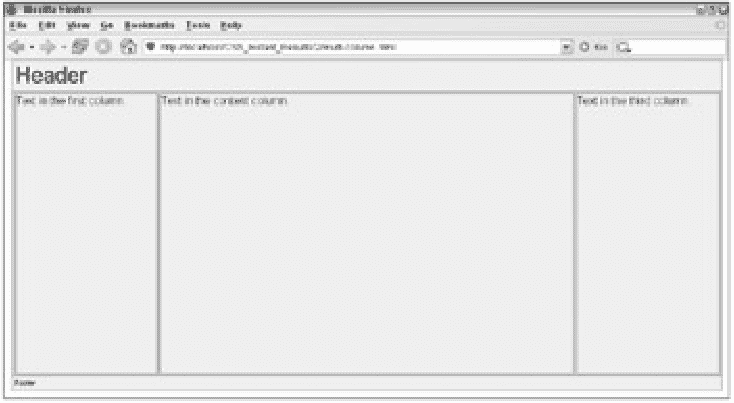 Mozilla Firefox
File Edit View Go Bookmarks Tools Help
Go
Header
Text in the first column.
Text in the content column.
Text in the third column.
Footer